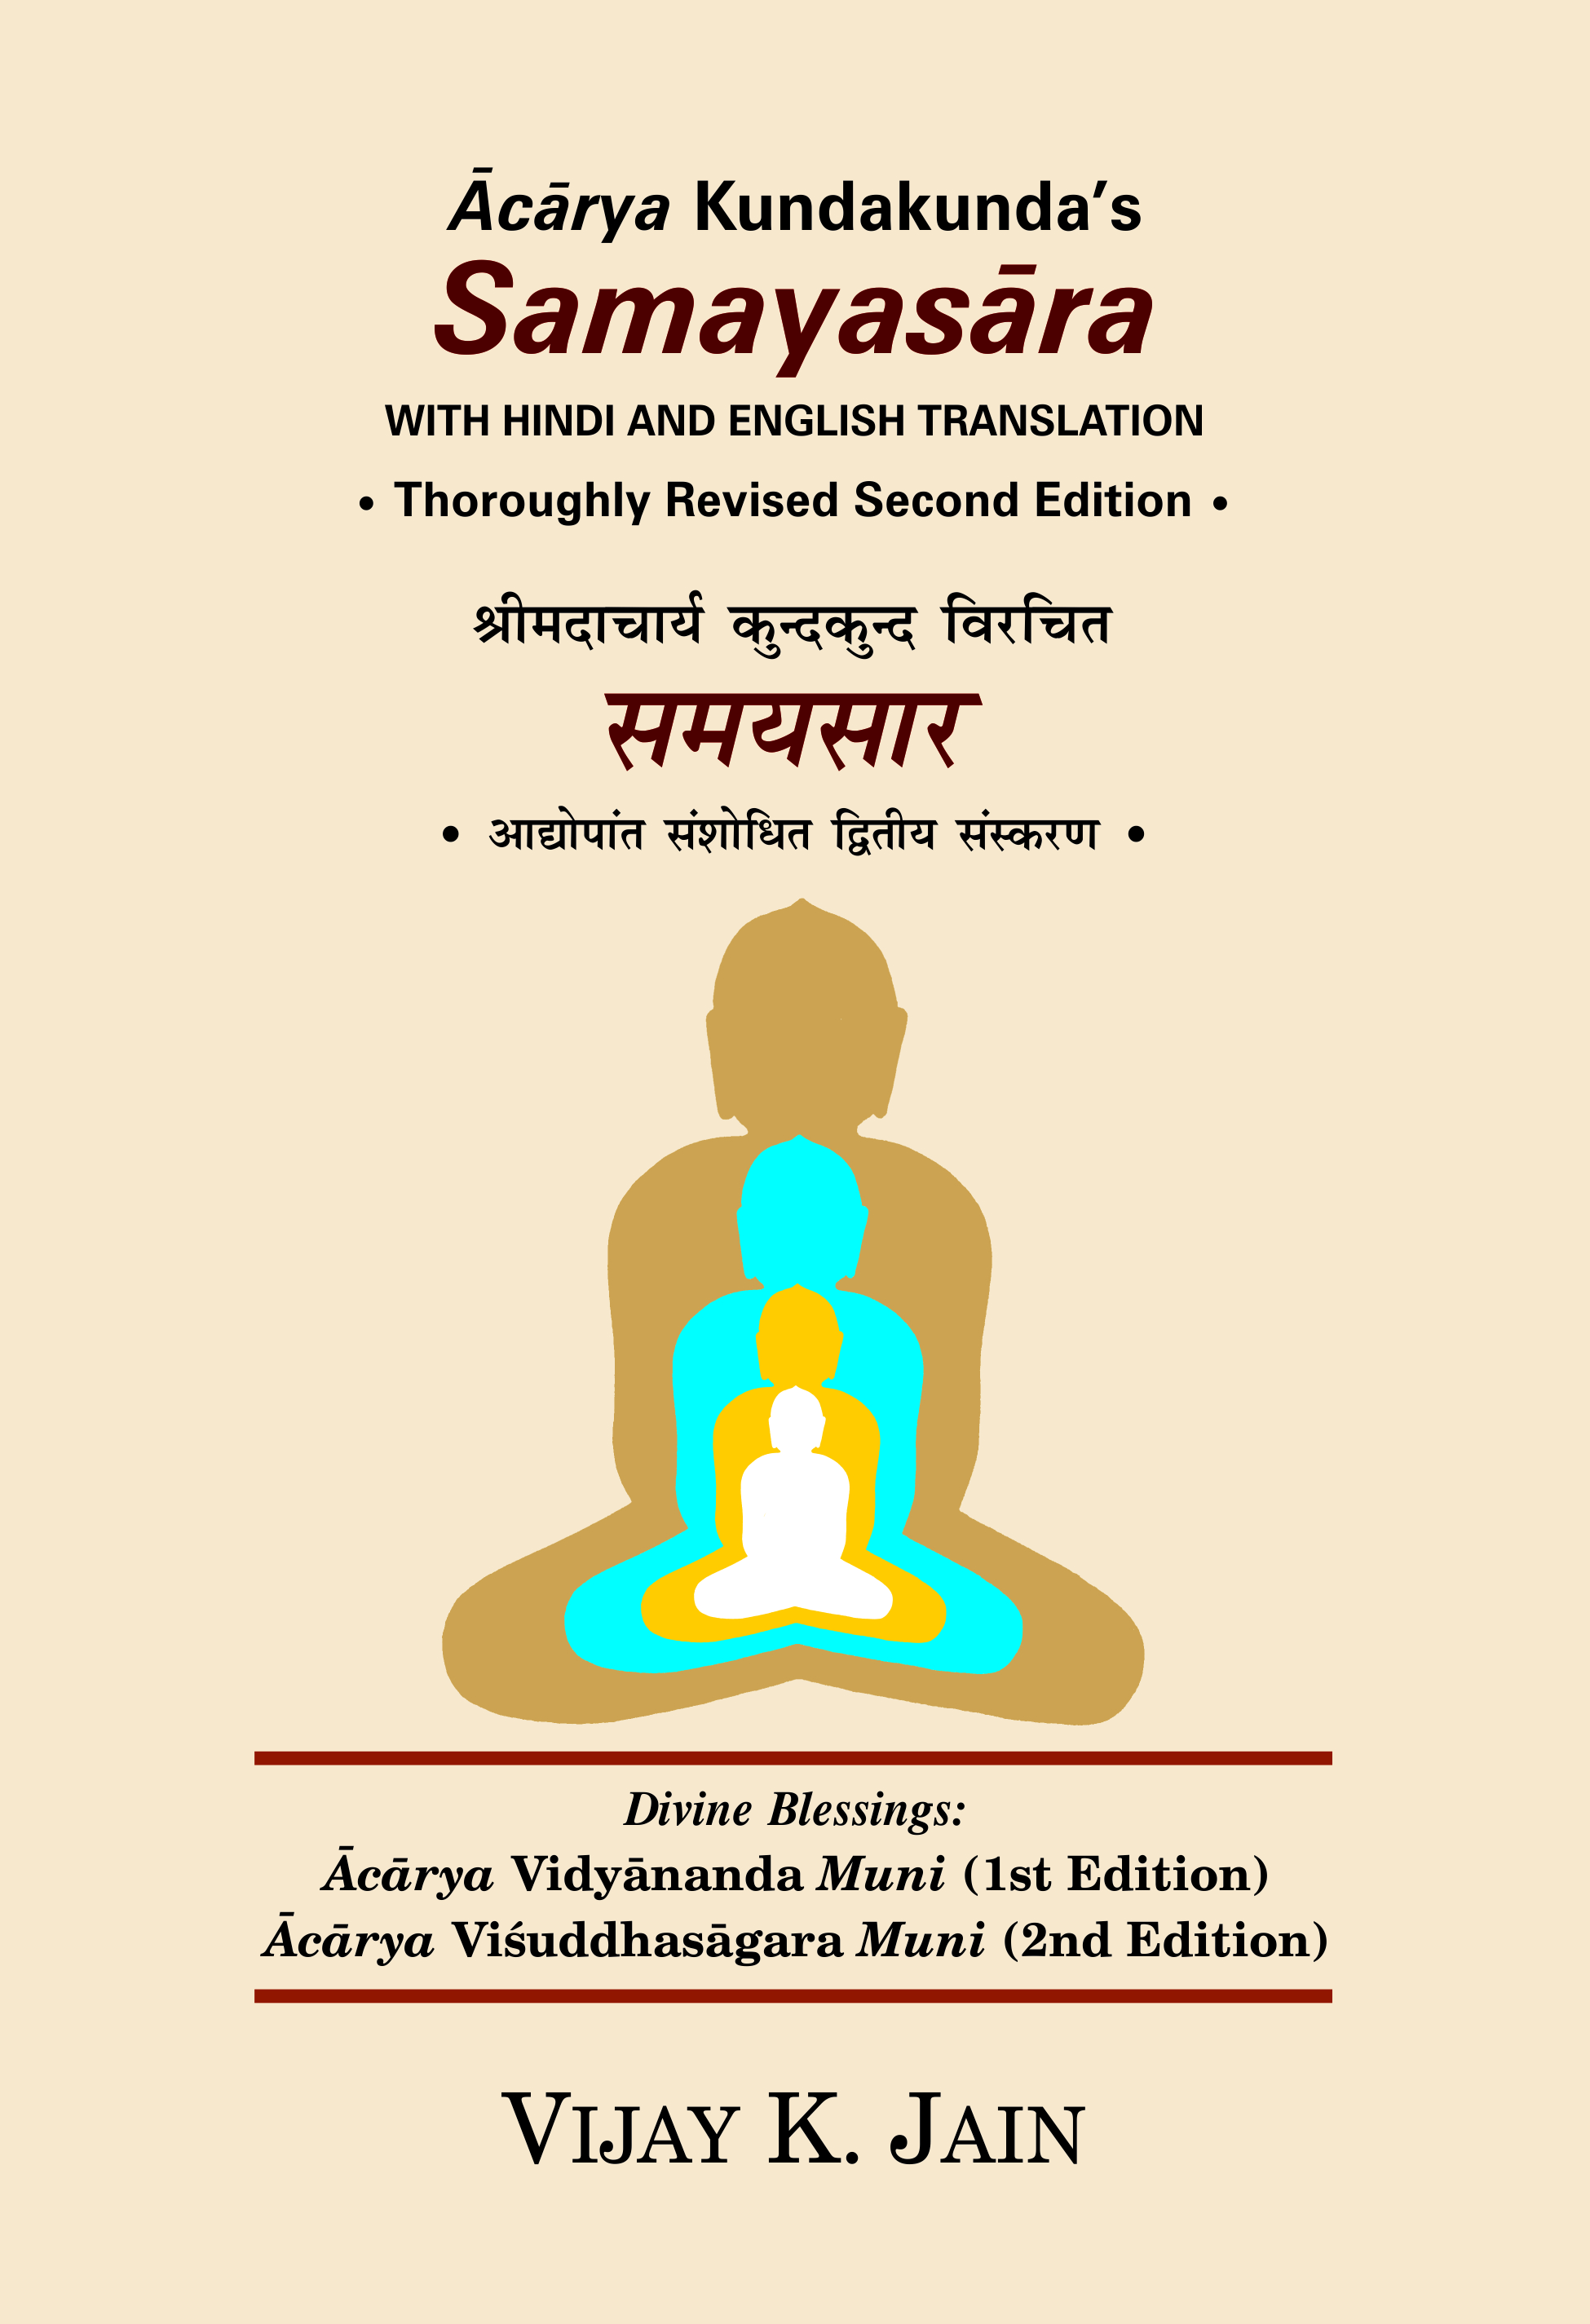 Ācārya Kundakunda’s
Samayasāra
WITH HINDI AND ENGLISH TRANSLATION
• Thoroughly Revised Second Edition •
श्रीमदाचार्य कुन्दकुन्द विरचित
समयसार
• आद्योपांत संशोधित द्वितीय संस्करण •
Divine Blessings:
Ācārya Vidyānanda Muni (1st Edition)
Ācārya Viśuddhasāgara Muni (2nd Edition)
VIJAY K. JAIN